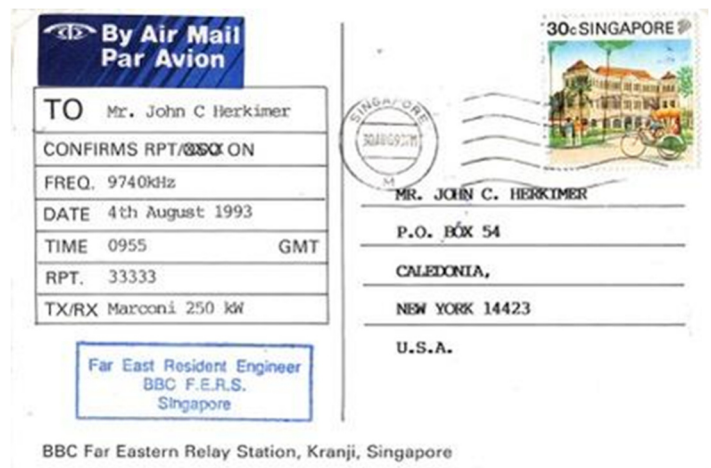 By Air Mail
Par Avion
TO Mr. John C Herkimer
CONFIRMS RPT/ ON
FREQ. 9740kHz
DATE 4th August 1993
TIME 0955 GMT
RPT. 33333
TX/RX Marconi 250 kW
Far East Resident Engineer
BBC F.E.R.S.
Singapore
BBC Far Eastern Relay Station, Kranji, Singapore
30c SINGAPORE
SINGAPORE
M
MR. JOHN C. HERKIMER
P.O. BOX 54
CALEDONIA,
NEW YORK 14423
U.S.A.